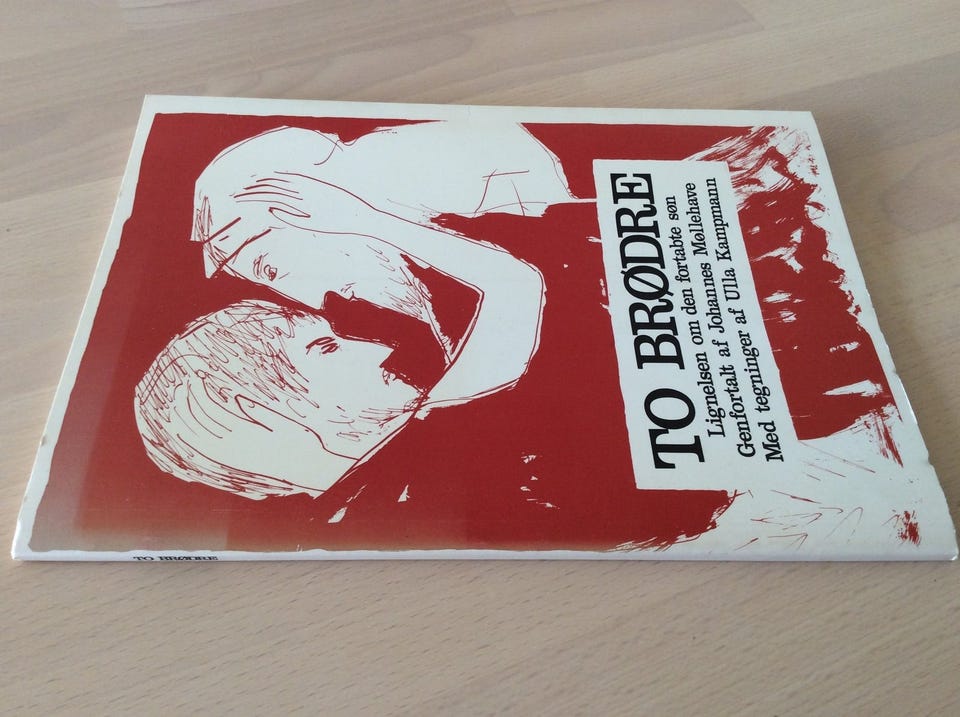 TO BRØDRE
Lignelsen om den fortabte søn
Genfortalt af Johannes Møllehave
Med tegninger af Ulla Kampmann
TO BRØDRE